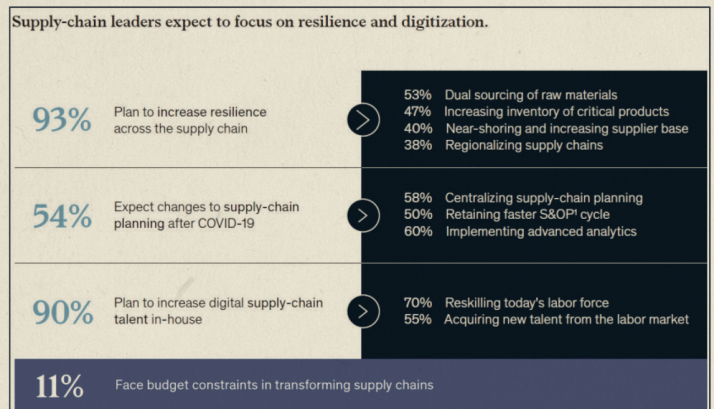 Supply-chain leaders expect to focus on resilience and digitization.
93%
Plan to increase resilience
across the supply chain
53% Dual sourcing of raw materials
47% Increasing inventory of critical products
40% Near-shoring and increasing supplier base
38% Regionalizing supply chains
54%
Expect changes to supply-chain
planning after COVID-19
58% Centralizing supply-chain planning
50% Retaining faster S&OP¹ cycle
60% Implementing advanced analytics
90%
Plan to increase digital supply-chain
talent in-house
70% Reskilling today's labor force
55% Acquiring new talent from the labor market
11% Face budget constraints in transforming supply chains